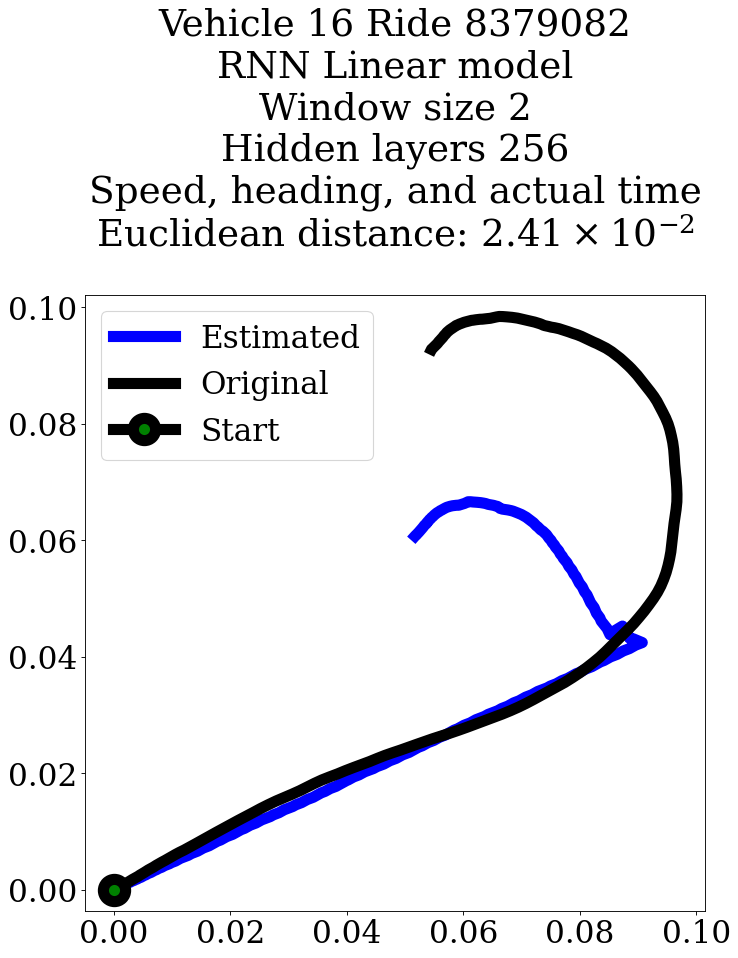 Vehicle 16 Ride 8379082
RNN Linear model
Window size 2
Hidden layers 256
Speed, heading, and actual time
Euclidean distance: 2.41 × 10⁻²
Estimated
Original
Start
0.10
0.08
0.06
0.04
0.02
0.00
0.00 0.02 0.04 0.06 0.08 0.10